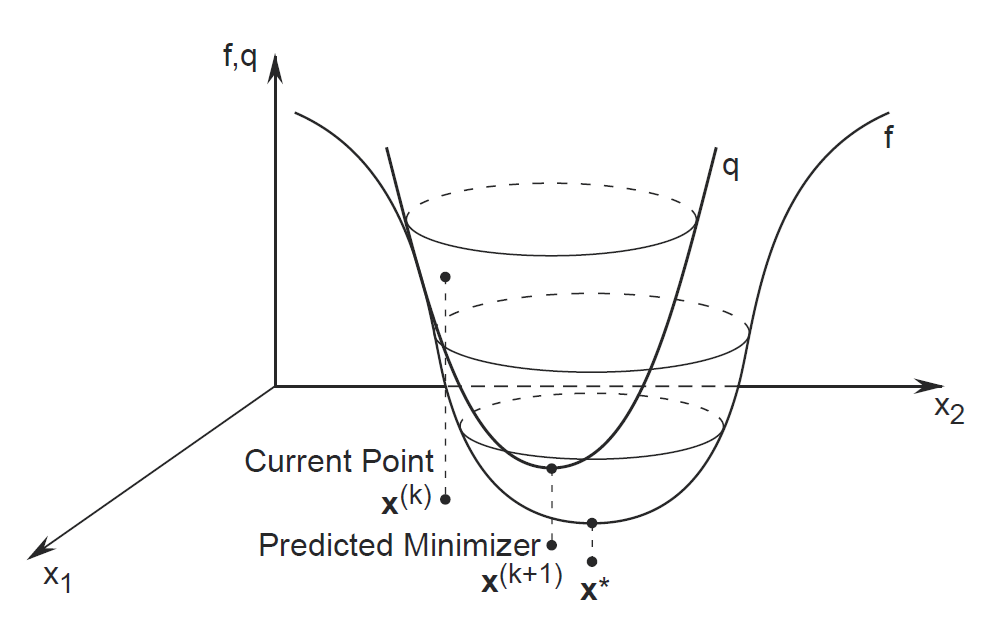 f,q
f
q
x₂
Current Point
x⁽ᵏ⁾
Predicted Minimizer
x⁽ᵏ⁺¹⁾
x*
x₁